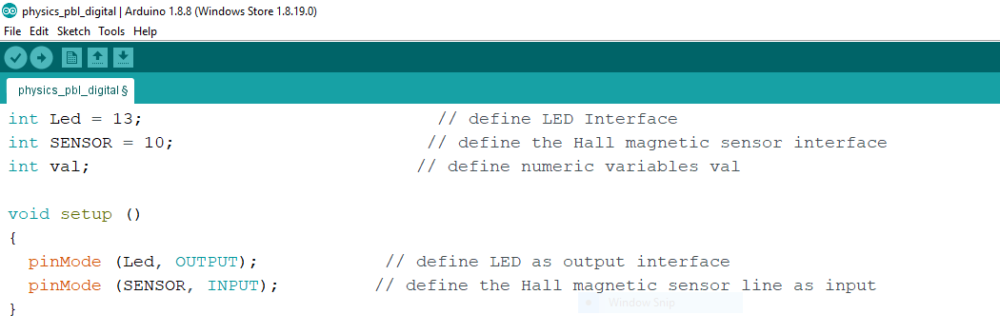 physics_pbl_digital | Arduino 1.8.8 (Windows Store 1.8.19.0)
File Edit Sketch Tools Help
physics_pbl_digital §
int Led = 13; // define LED Interface
int SENSOR = 10; // define the Hall magnetic sensor interface
int val; // define numeric variables val
void setup ()
{
pinMode (Led, OUTPUT); // define LED as output interface
pinMode (SENSOR, INPUT); // define the Hall magnetic sensor line as input
Window Snip
}